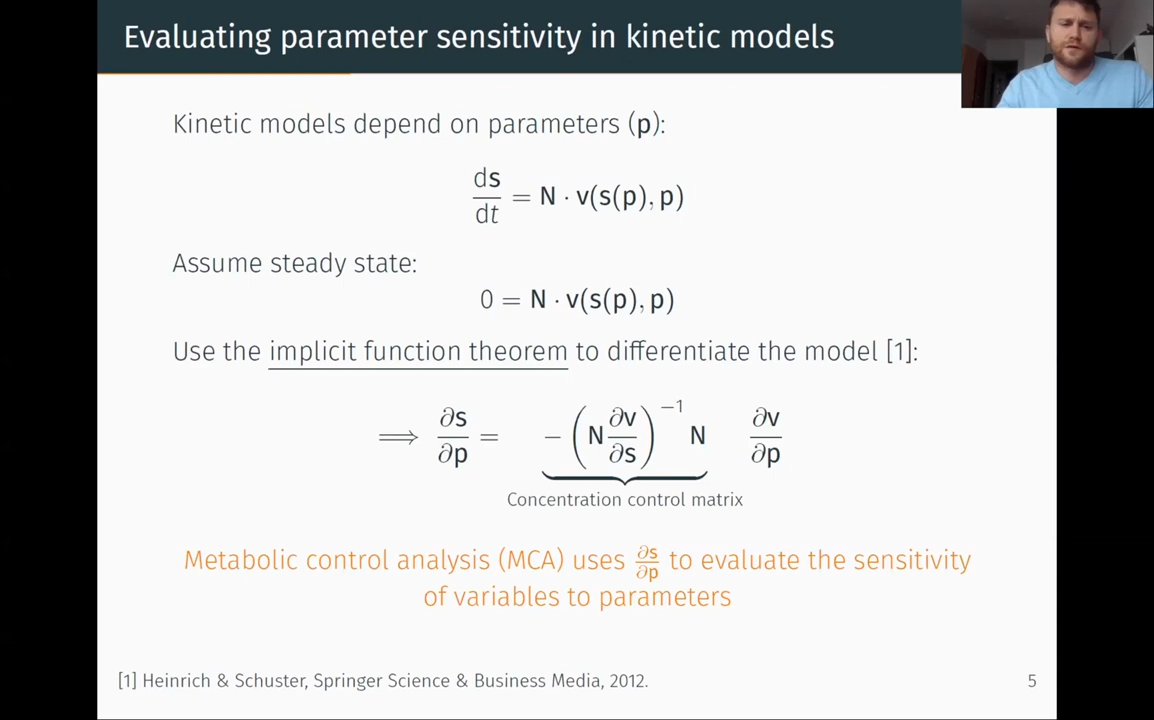 Evaluating parameter sensitivity in kinetic models
Kinetic models depend on parameters (p):
ds/dt = N · v(s(p), p)
Assume steady state:
0 = N · v(s(p), p)
Use the implicit function theorem to differentiate the model [1]:
⟹ ∂s/∂p = −(N ∂v/∂s)⁻¹ N ∂v/∂p
Concentration control matrix
Metabolic control analysis (MCA) uses ∂s/∂p to evaluate the sensitivity
of variables to parameters
[1] Heinrich & Schuster, Springer Science & Business Media, 2012.
5